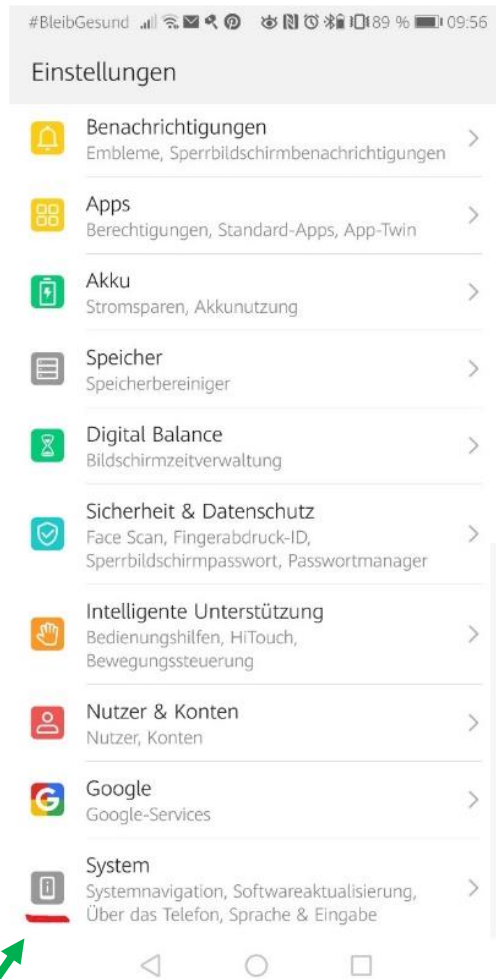 #BleibGesund 89 % 09:56
Einstellungen
Benachrichtigungen
Embleme, Sperrbildschirmbenachrichtigungen
Apps
Berechtigungen, Standard-Apps, App-Twin
Akku
Stromsparen, Akkunutzung
Speicher
Speicherbereiniger
Digital Balance
Bildschirmzeitverwaltung
Sicherheit & Datenschutz
Face Scan, Fingerabdruck-ID,
Sperrbildschirmpasswort, Passwortmanager
Intelligente Unterstützung
Bedienungshilfen, HiTouch,
Bewegungssteuerung
Nutzer & Konten
Nutzer, Konten
Google
Google-Services
System
Systemnavigation, Softwareaktualisierung,
Über das Telefon, Sprache & Eingabe